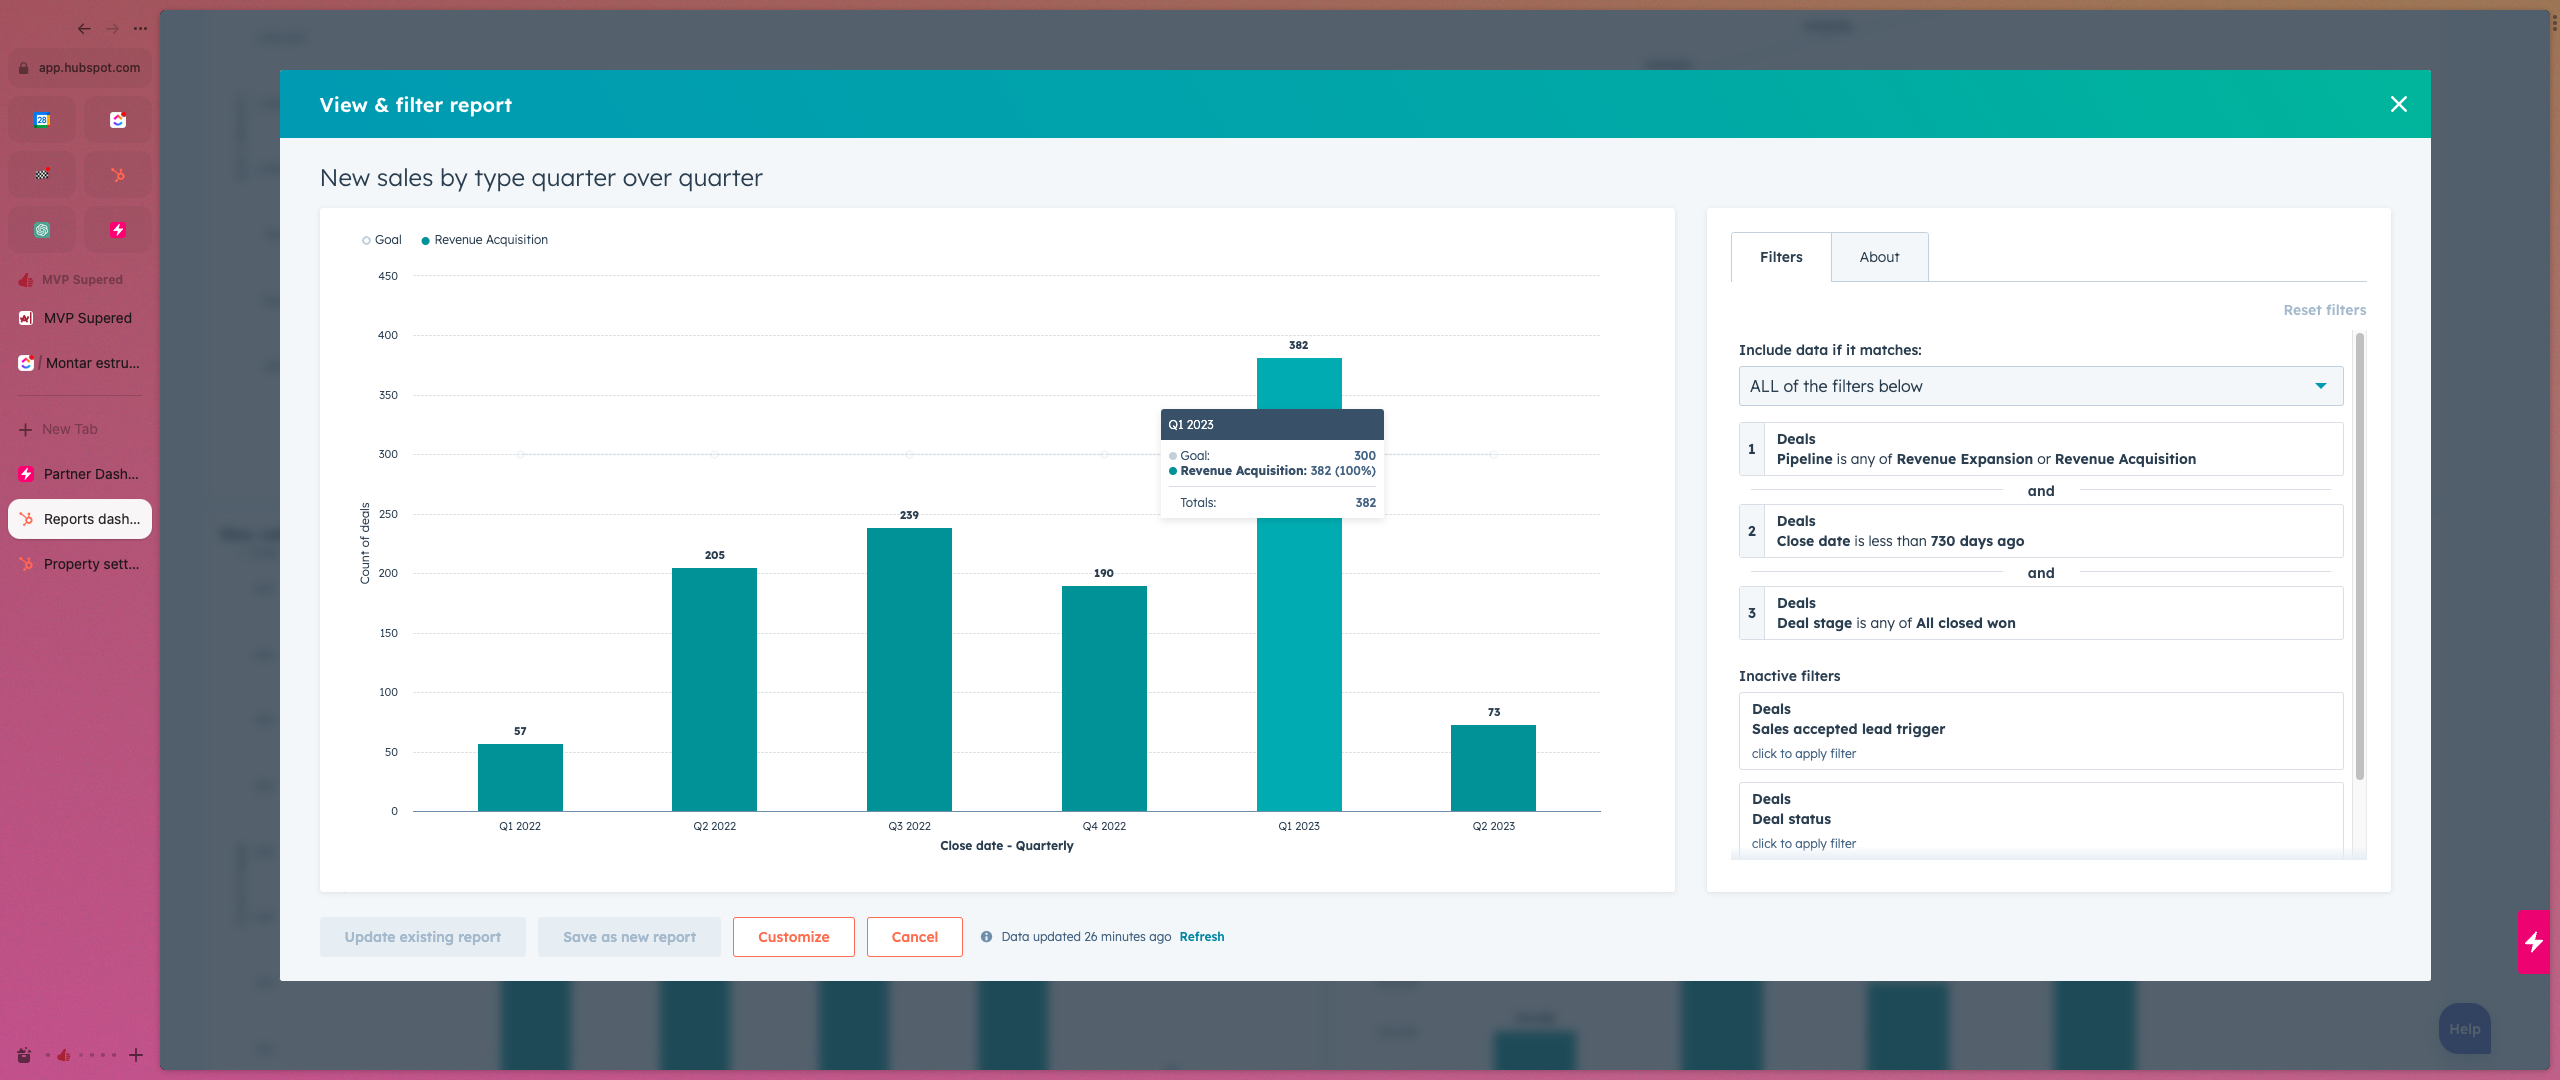 app.hubspot.com
28
MVP Supered
MVP Supered
/ Montar estru...
New Tab
Partner Dash...
Reports dash...
Property sett...
View & filter report
New sales by type quarter over quarter
Goal
Revenue Acquisition
450
400
350
300
250
200
150
100
50
0
Count of deals
57
205
239
190
382
73
Q1 2023
Goal: 300
Revenue Acquisition: 382 (100%)
Totals: 382
Q1 2022
Q2 2022
Q3 2022
Q4 2022
Q1 2023
Q2 2023
Close date - Quarterly
Filters
About
Reset filters
Include data if it matches:
ALL of the filters below
1
Deals
Pipeline is any of Revenue Expansion or Revenue Acquisition
and
2
Deals
Close date is less than 730 days ago
and
3
Deals
Deal stage is any of All closed won
Inactive filters
Deals
Sales accepted lead trigger
click to apply filter
Deals
Deal status
click to apply filter
Update existing report
Save as new report
Customize
Cancel
Data updated 26 minutes ago Refresh
Help